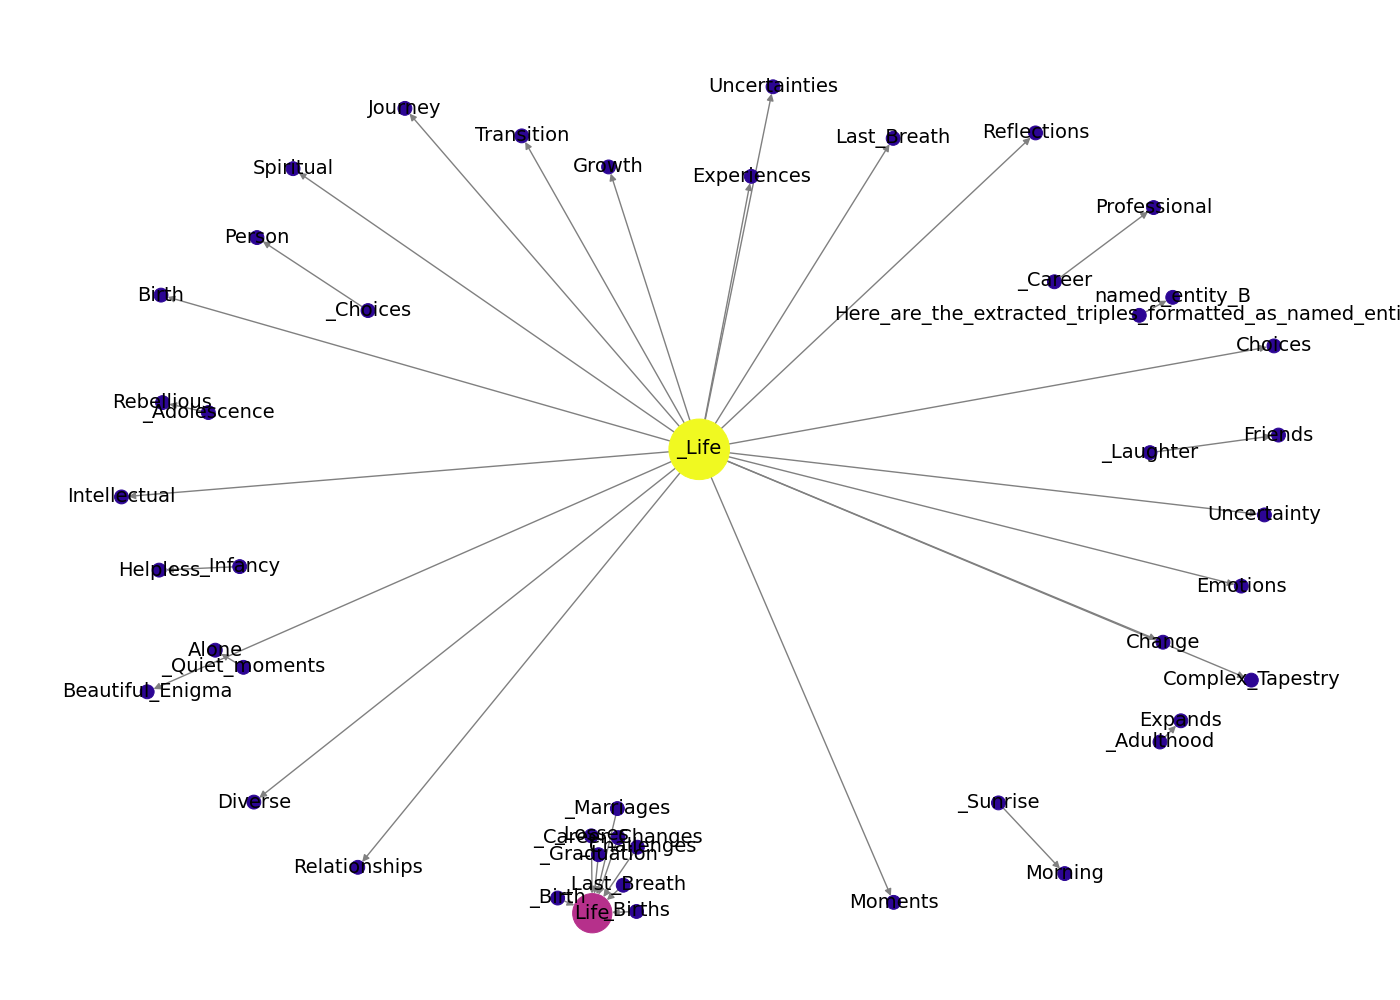 Uncertainties
Journey
Transition
Last_Breath
Reflections
Spiritual
Growth
Experiences
Professional
Person
_Career
Birth
_Choices
named_entity_B
Here_are_the_extracted_triples_formatted_as_named_enti
Choices
Rebellious
_Adolescence
Friends
_Life
_Laughter
Intellectual
Uncertainty
Helpless
_Infancy
Emotions
Alone
Change
_Quiet_moments
Complex_Tapestry
Beautiful_Enigma
Expands
_Adulthood
Diverse
_Sunrise
_Marriages
_Losses
_Career_Changes
_Challenges
_Graduation
Relationships
Morning
_Last_Breath
_Birth
Moments
Life
_Births